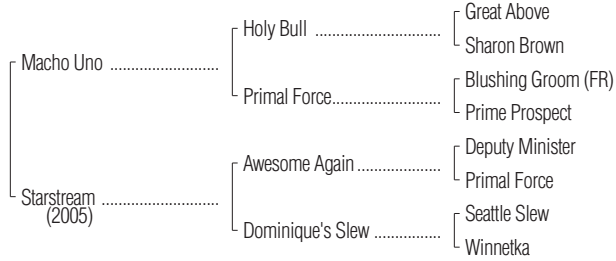 Great Above
Holy Bull ........................................
Sharon Brown
Macho Uno ..................................
Blushing Groom (FR)
Primal Force...................................
Prime Prospect
Deputy Minister
Awesome Again ...........................
Primal Force
Starstream ....................................
(2005)
Seattle Slew
Dominique's Slew ......................
Winnetka